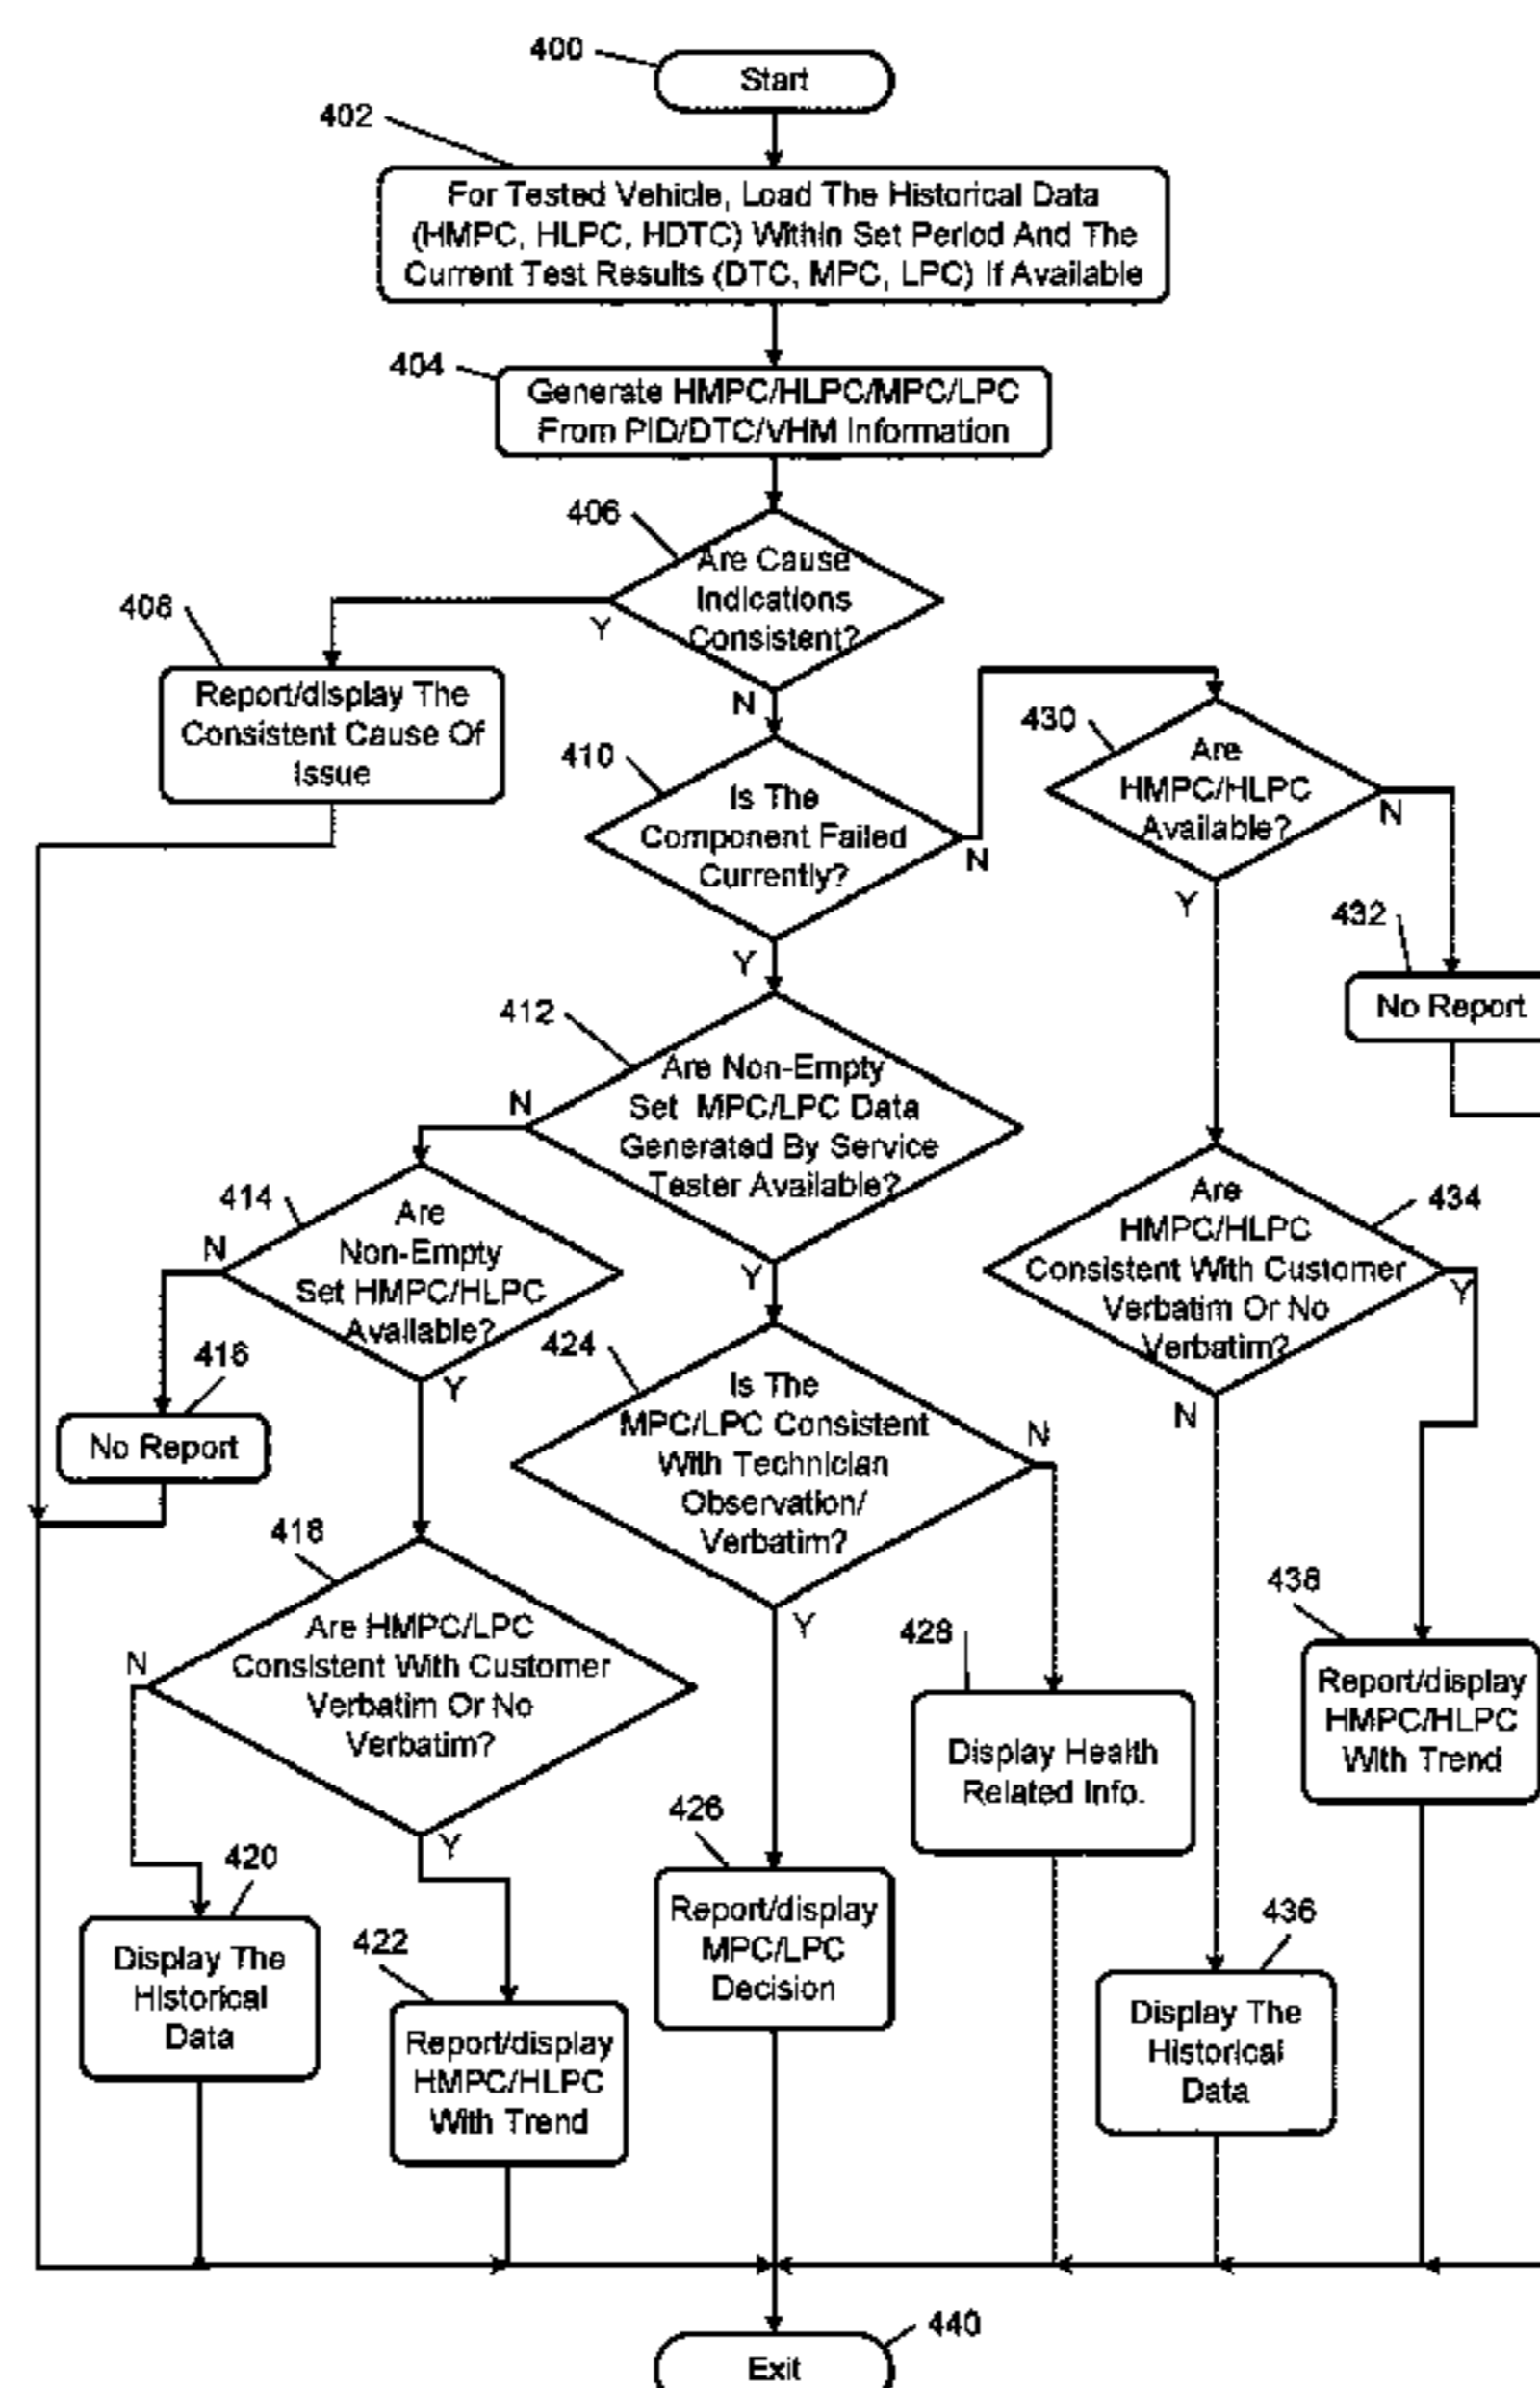 400
Start
402
For Tested Vehicle, Load The Historical Data
(HMPC, HLPC, HDTC) Within Set Period And The
Current Test Results (DTC, MPC, LPC) If Available
404
Generate HMPC/HLPC/MPC/LPC
From PID/DTC/VHM Information
406
Are Cause
Indications
Consistent?
Y
N
408
Report/display The
Consistent Cause Of
Issue
410
Is The
Component Failed
Currently?
N
Y
430
Are
HMPC/HLPC
Available?
N
Y
432
No Report
412
Are Non-Empty
Set MPC/LPC Data
Generated By Service
Tester Available?
N
Y
414
Are
Non-Empty
Set HMPC/HLPC
Available?
N
Y
416
No Report
434
Are
HMPC/HLPC
Consistent With Customer
Verbatim Or No
Verbatim?
Y
N
424
Is The
MPC/LPC Consistent
With Technician
Observation/
Verbatim?
N
Y
418
Are HMPC/LPC
Consistent With Customer
Verbatim Or No
Verbatim?
N
Y
428
Display Health
Related Info.
438
Report/display
HMPC/HLPC
With Trend
420
Display The
Historical
Data
422
Report/display
HMPC/HLPC
With Trend
426
Report/display
MPC/LPC
Decision
436
Display The
Historical
Data
440
Exit